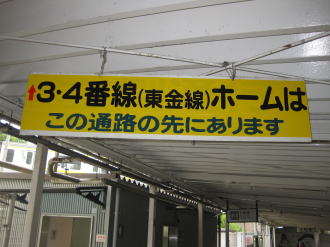 ↑3・4番線(東金線)ホームは
この通路の先にあります